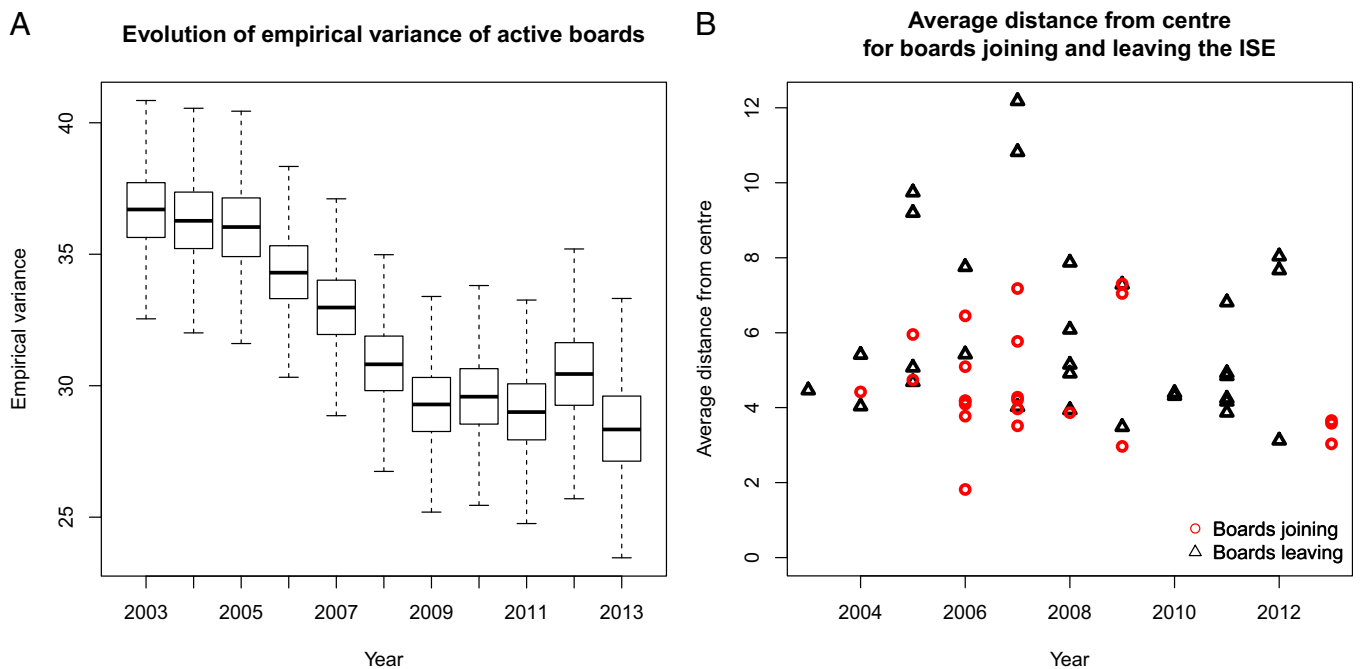 A
Evolution of empirical variance of active boards
Empirical variance
40
35
30
25
2003
2005
2007
2009
2011
2013
Year
B
Average distance from centre
for boards joining and leaving the ISE
Average distance from centre
12
10
8
6
4
2
0
Boards joining
Boards leaving
2004
2006
2008
2010
2012
Year